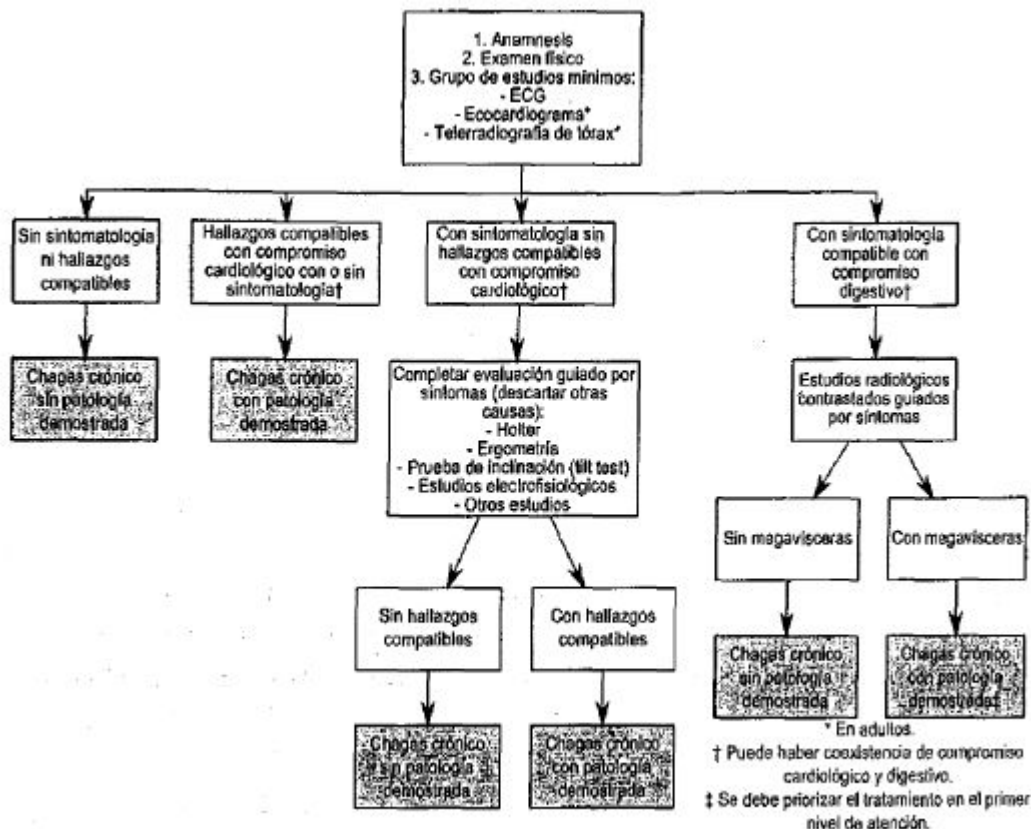 1. Anamnesis
2. Examen físico
3. Grupo de estudios mínimos:
- ECG
- Ecocardiograma*
- Telerradiografía de tórax*
Sin sintomatología
ni hallazgos
compatibles
Hallazgos compatibles
con compromiso
cardiológico con o sin
sintomatología†
Con sintomatología sin
hallazgos compatibles
con compromiso
cardiológico†
Con sintomatología
compatible con
compromiso
digestivo†
Chagas crónico
sin patología
demostrada
Chagas crónico
con patología
demostrada
Completar evaluación guiado por
síntomas (descartar otras
causas):
- Holter
- Ergometría
- Prueba de inclinación (tilt test)
- Estudios electrofisiológicos
- Otros estudios
Estudios radiológicos
contrastados guiados
por síntomas
Sin megavísceras
Con megavísceras
Sin hallazgos
compatibles
Con hallazgos
compatibles
Chagas crónico
sin patología
demostrada
Chagas crónico
con patología
demostrada‡
Chagas crónico
sin patología
demostrada
Chagas crónico
con patología
demostrada
* En adultos.
† Puede haber coexistencia de compromiso
cardiológico y digestivo.
‡ Se debe priorizar el tratamiento en el primer
nivel de atención.